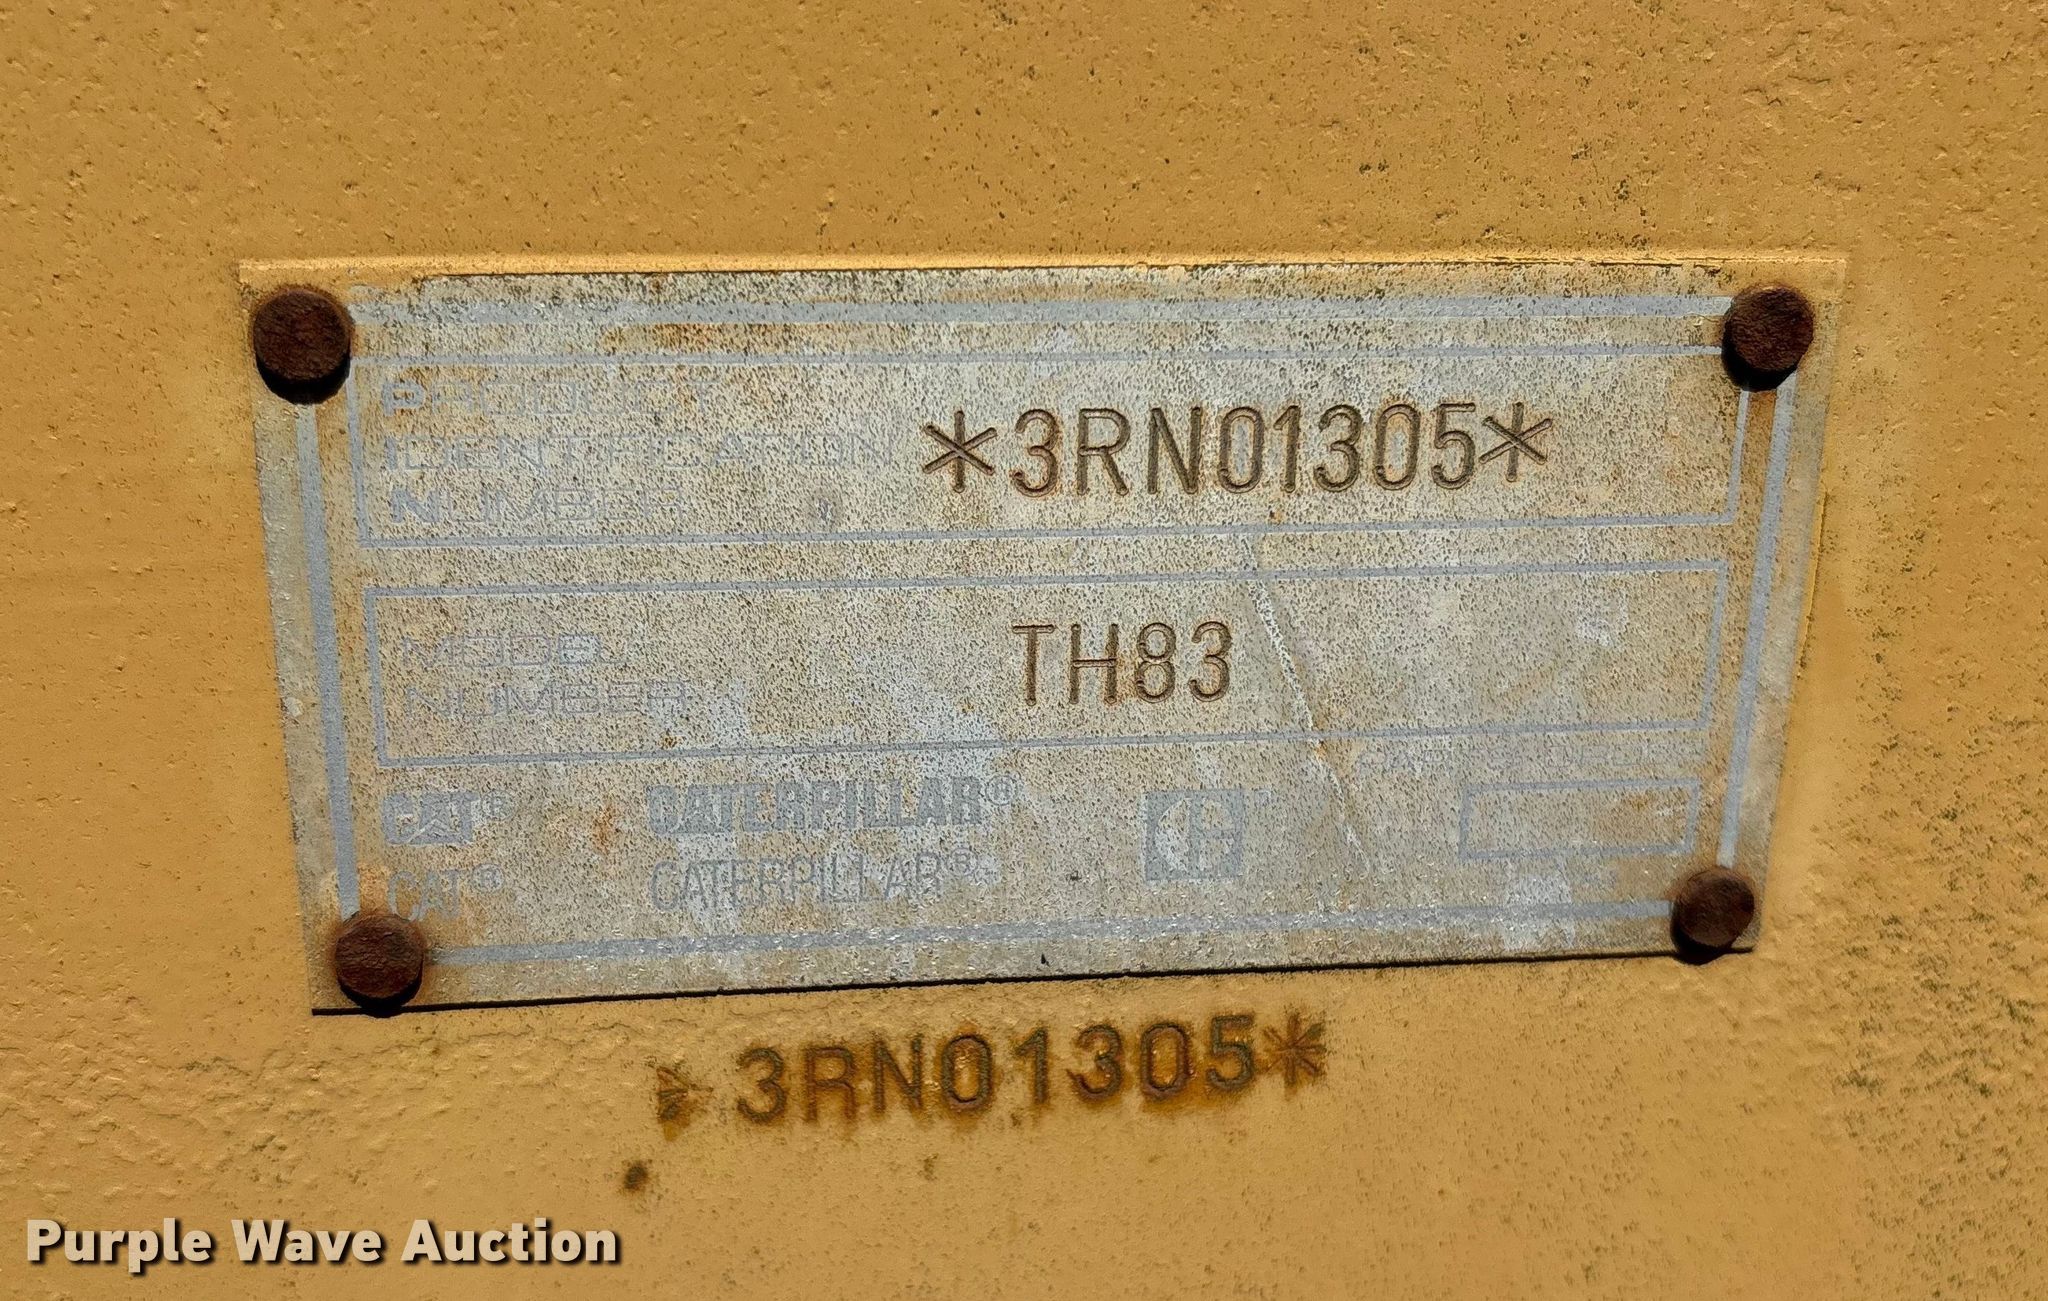 PRODUCT
IDENTIFICATION
NUMBER
*3RN01305*
MODEL
NUMBER
TH83
CAT®
CATERPILLAR®
CAT®
CATERPILLAR®
*3RN01305*
Purple Wave Auction